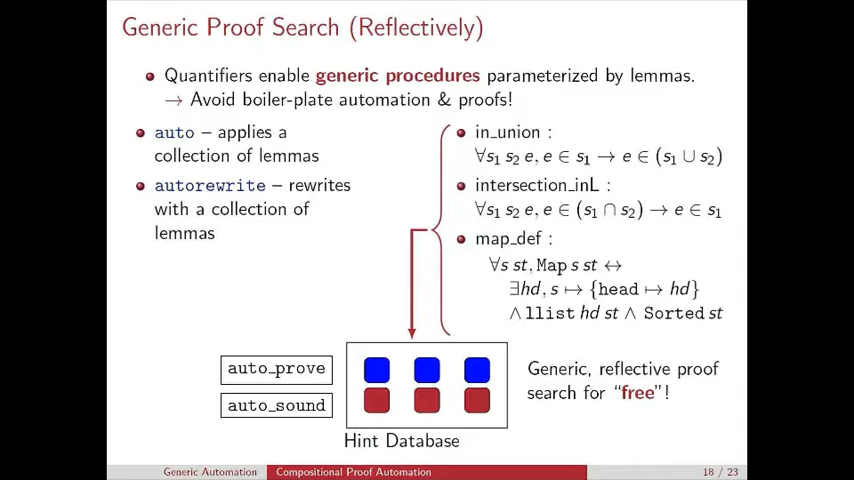 Generic Proof Search (Reflectively)
Quantifiers enable generic procedures parameterized by lemmas.
→ Avoid boiler-plate automation & proofs!
auto – applies a
collection of lemmas
autorewrite – rewrites
with a collection of
lemmas
in_union :
∀s₁ s₂ e, e ∈ s₁ → e ∈ (s₁ ∪ s₂)
intersection_inL :
∀s₁ s₂ e, e ∈ (s₁ ∩ s₂) → e ∈ s₁
map_def :
∀s st, Map s st ↔
∃hd, s ↦ {head ↦ hd}
∧ llist hd st ∧ Sorted st
auto_prove
auto_sound
Hint Database
Generic, reflective proof
search for “free”!
Generic Automation
Compositional Proof Automation
18 / 23